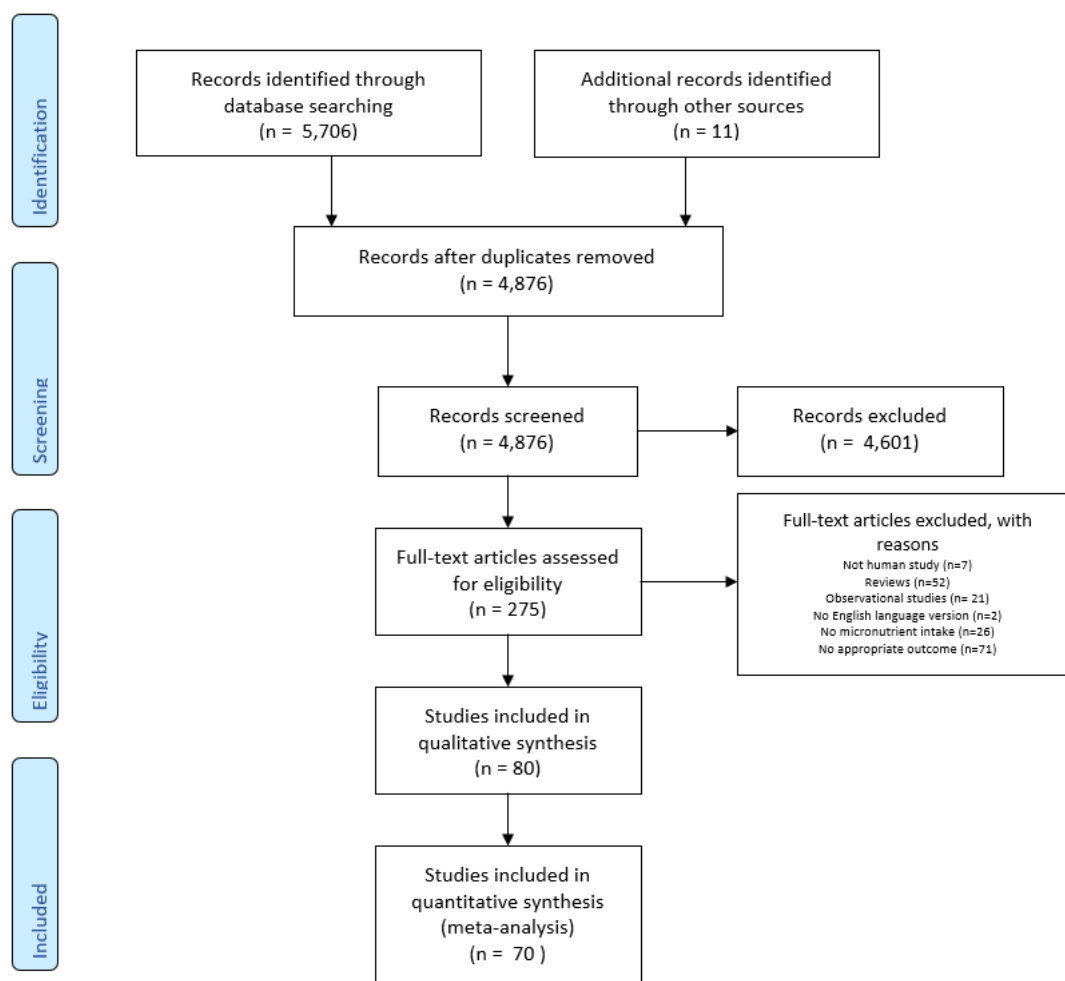 Identification
Records identified through
database searching
(n = 5,706)
Additional records identified
through other sources
(n = 11)
Records after duplicates removed
(n = 4,876)
Screening
Records screened
(n = 4,876)
Records excluded
(n = 4,601)
Eligibility
Full-text articles assessed
for eligibility
(n = 275)
Full-text articles excluded, with
reasons
Not human study (n=7)
Reviews (n=52)
Observational studies (n= 21)
No English language version (n=2)
No micronutrient intake (n=26)
No appropriate outcome (n=71)
Studies included in
qualitative synthesis
(n = 80)
Included
Studies included in
quantitative synthesis
(meta-analysis)
(n = 70 )